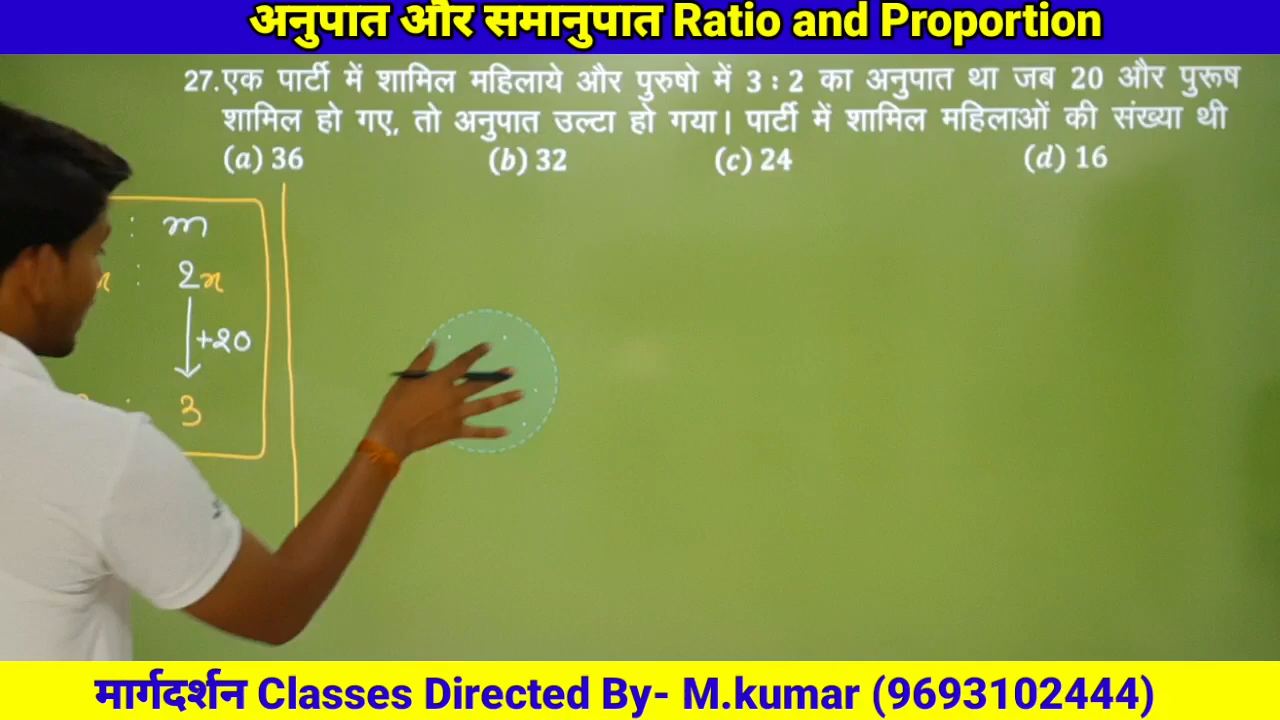 अनुपात और समानुपात Ratio and Proportion
27.एक पार्टी में शामिल महिलाये और पुरुषो में 3 : 2 का अनुपात था जब 20 और पुरूष
शामिल हो गए, तो अनुपात उल्टा हो गया। पार्टी में शामिल महिलाओं की संख्या थी
(a) 36 (b) 32 (c) 24 (d) 16
: m
: 2x
+20
: 3
मार्गदर्शन Classes Directed By- M.kumar (9693102444)